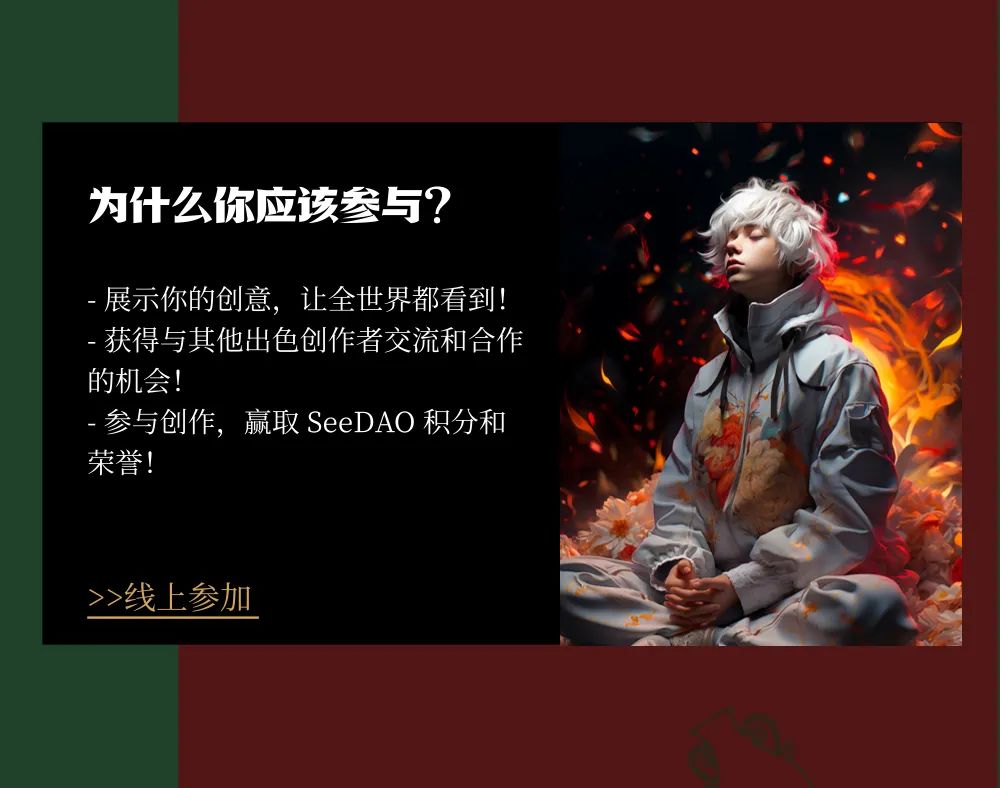 为什么你应该参与？
- 展示你的创意，让全世界都看到！
- 获得与其他出色创作者交流和合作
的机会！
- 参与创作，赢取 SeeDAO 积分和
荣誉！
>>线上参加